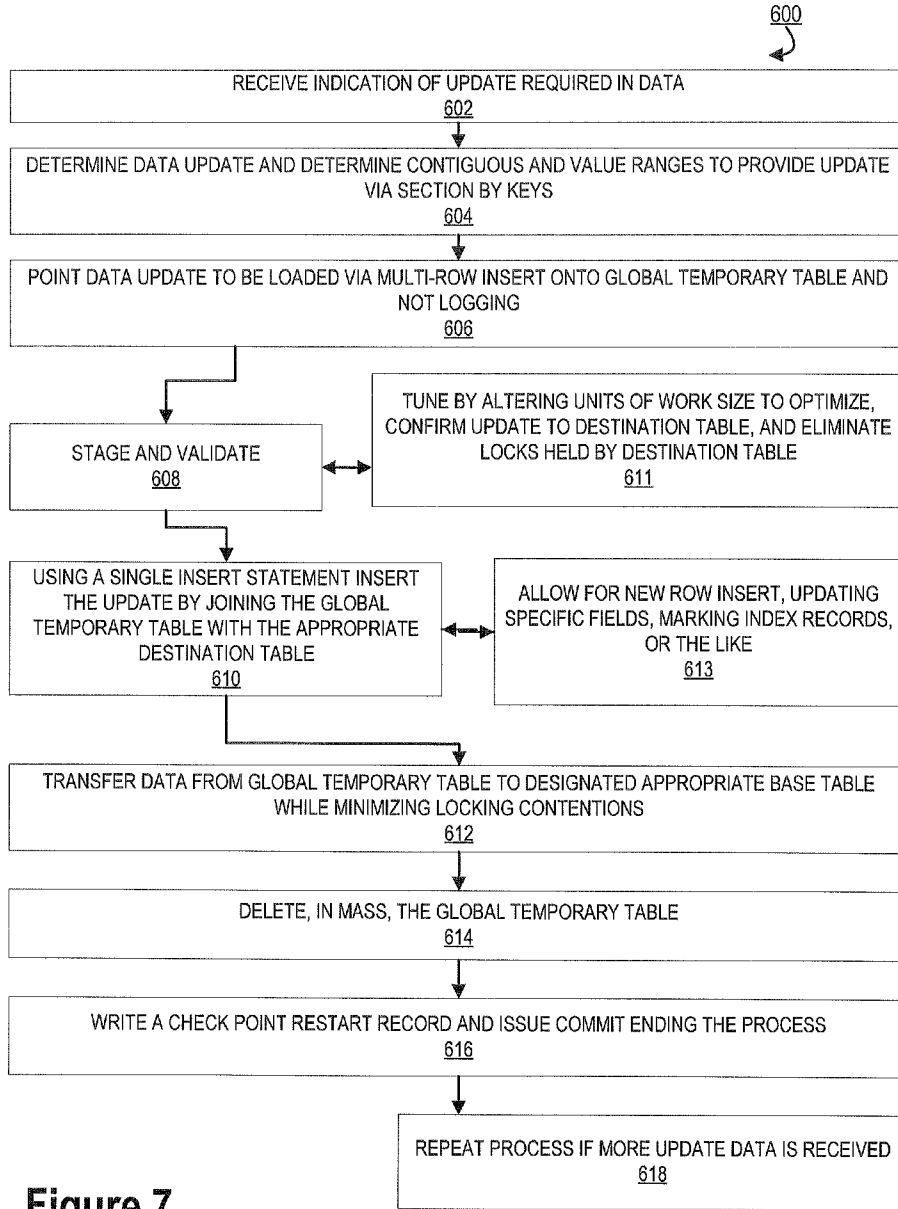 600
RECEIVE INDICATION OF UPDATE REQUIRED IN DATA
602
DETERMINE DATA UPDATE AND DETERMINE CONTIGUOUS AND VALUE RANGES TO PROVIDE UPDATE
VIA SECTION BY KEYS
604
POINT DATA UPDATE TO BE LOADED VIA MULTI-ROW INSERT ONTO GLOBAL TEMPORARY TABLE AND
NOT LOGGING
606
STAGE AND VALIDATE
608
TUNE BY ALTERING UNITS OF WORK SIZE TO OPTIMIZE,
CONFIRM UPDATE TO DESTINATION TABLE, AND ELIMINATE
LOCKS HELD BY DESTINATION TABLE
611
USING A SINGLE INSERT STATEMENT INSERT
THE UPDATE BY JOINING THE GLOBAL
TEMPORARY TABLE WITH THE APPROPRIATE
DESTINATION TABLE
610
ALLOW FOR NEW ROW INSERT, UPDATING
SPECIFIC FIELDS, MARKING INDEX RECORDS,
OR THE LIKE
613
TRANSFER DATA FROM GLOBAL TEMPORARY TABLE TO DESIGNATED APPROPRIATE BASE TABLE
WHILE MINIMIZING LOCKING CONTENTIONS
612
DELETE, IN MASS, THE GLOBAL TEMPORARY TABLE
614
WRITE A CHECK POINT RESTART RECORD AND ISSUE COMMIT ENDING THE PROCESS
616
REPEAT PROCESS IF MORE UPDATE DATA IS RECEIVED
618
Figure 7